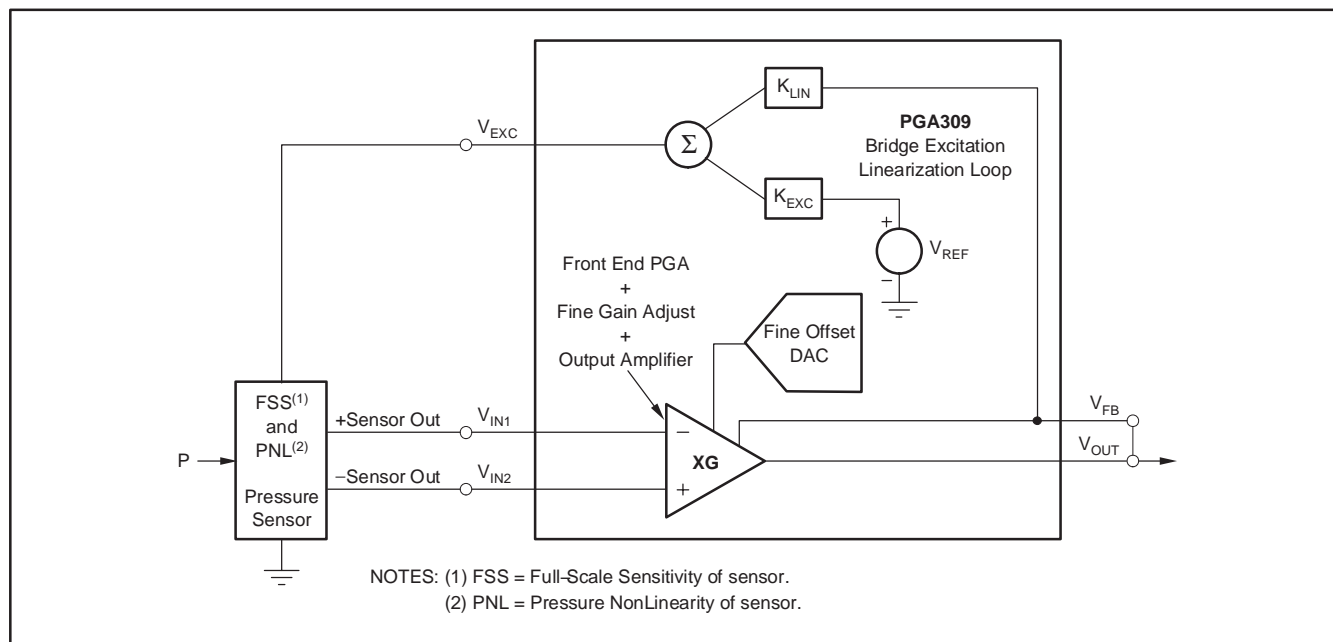 K_LIN
PGA309
Bridge Excitation
Linearization Loop
V_EXC
Σ
K_EXC
+
V_REF
−
Front End PGA
+
Fine Gain Adjust
+
Output Amplifier
Fine Offset
DAC
FSS(1)
and
PNL(2)
Pressure
Sensor
P
+Sensor Out
V_IN1
−
−Sensor Out
V_IN2
+
XG
V_FB
V_OUT
NOTES: (1) FSS = Full−Scale Sensitivity of sensor.
(2) PNL = Pressure NonLinearity of sensor.